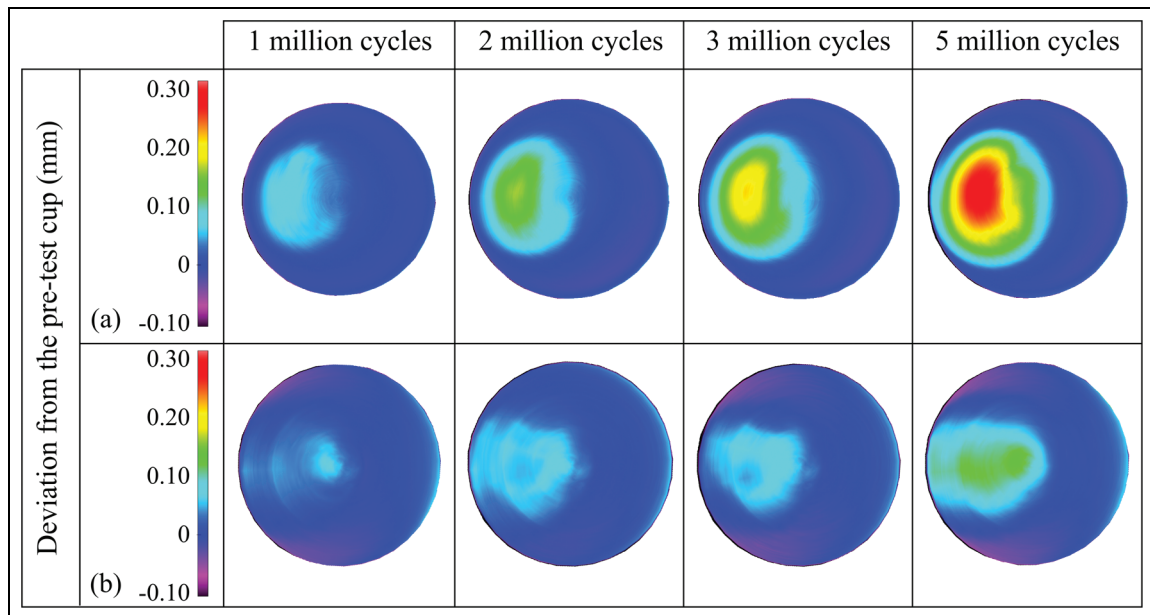 1 million cycles
2 million cycles
3 million cycles
5 million cycles
Deviation from the pre-test cup (mm)
0.30
0.20
0.10
0
-0.10
(a)
0.30
0.20
0.10
0
-0.10
(b)